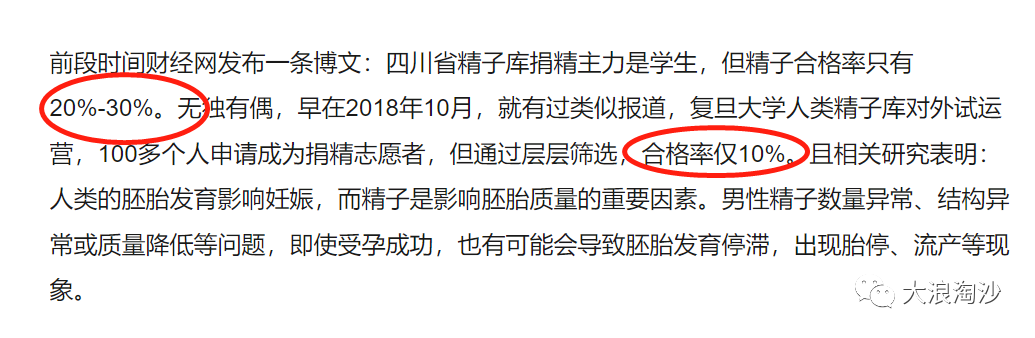 前段时间财经网发布一条博文：四川省精子库捐精主力是学生，但精子合格率只有
20%-30%。无独有偶，早在2018年10月，就有过类似报道，复旦大学人类精子库对外试运
营，100多个人申请成为捐精志愿者，但通过层层筛选，合格率仅10%。且相关研究表明：
人类的胚胎发育影响妊娠，而精子是影响胚胎质量的重要因素。男性精子数量异常、结构异
常或质量降低等问题，即使受孕成功，也有可能会导致胚胎发育停滞，出现胎停、流产等现
象。
大浪淘沙